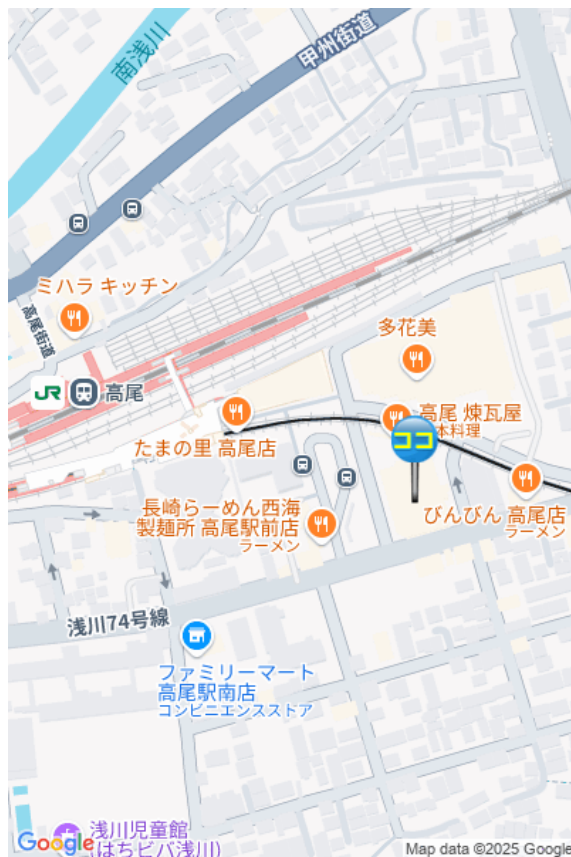 南浅川
甲州街道
ミハラ キッチン
高尾街道
多花美
JR
高尾
高尾 煉瓦屋
本料理
ココ
たまの里 高尾店
長崎らーめん西海
製麺所 高尾駅前店
ラーメン
びんびん 高尾店
ラーメン
浅川74号線
ファミリーマート
高尾駅南店
コンビニエンスストア
浅川児童館
(はちビバ浅川)
Google
Map data ©2025 Google